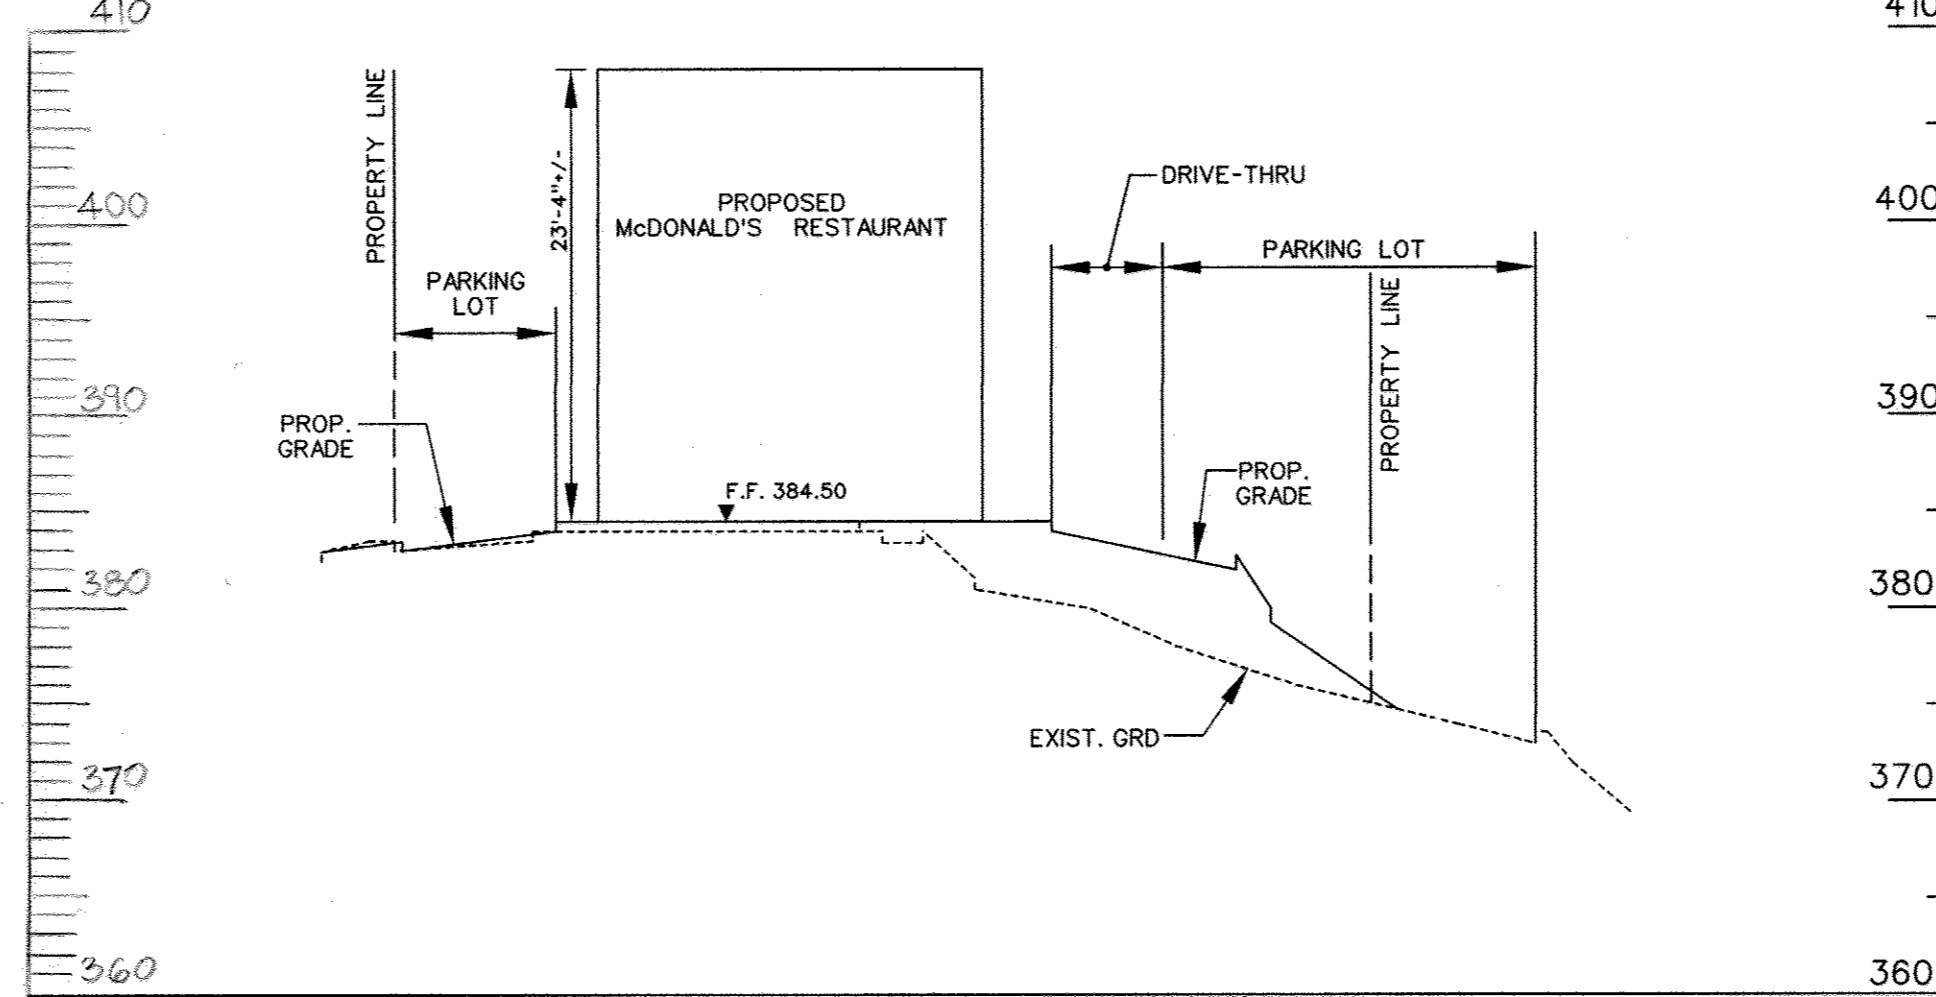 410
410
PROPERTY LINE
23'-4"+/-
DRIVE-THRU
400
PROPOSED
McDONALD'S RESTAURANT
400
PARKING LOT
PARKING
LOT
PROPERTY LINE
390
390
PROP.
GRADE
PROP.
GRADE
F.F. 384.50
380
380
EXIST. GRD
370
370
360
360